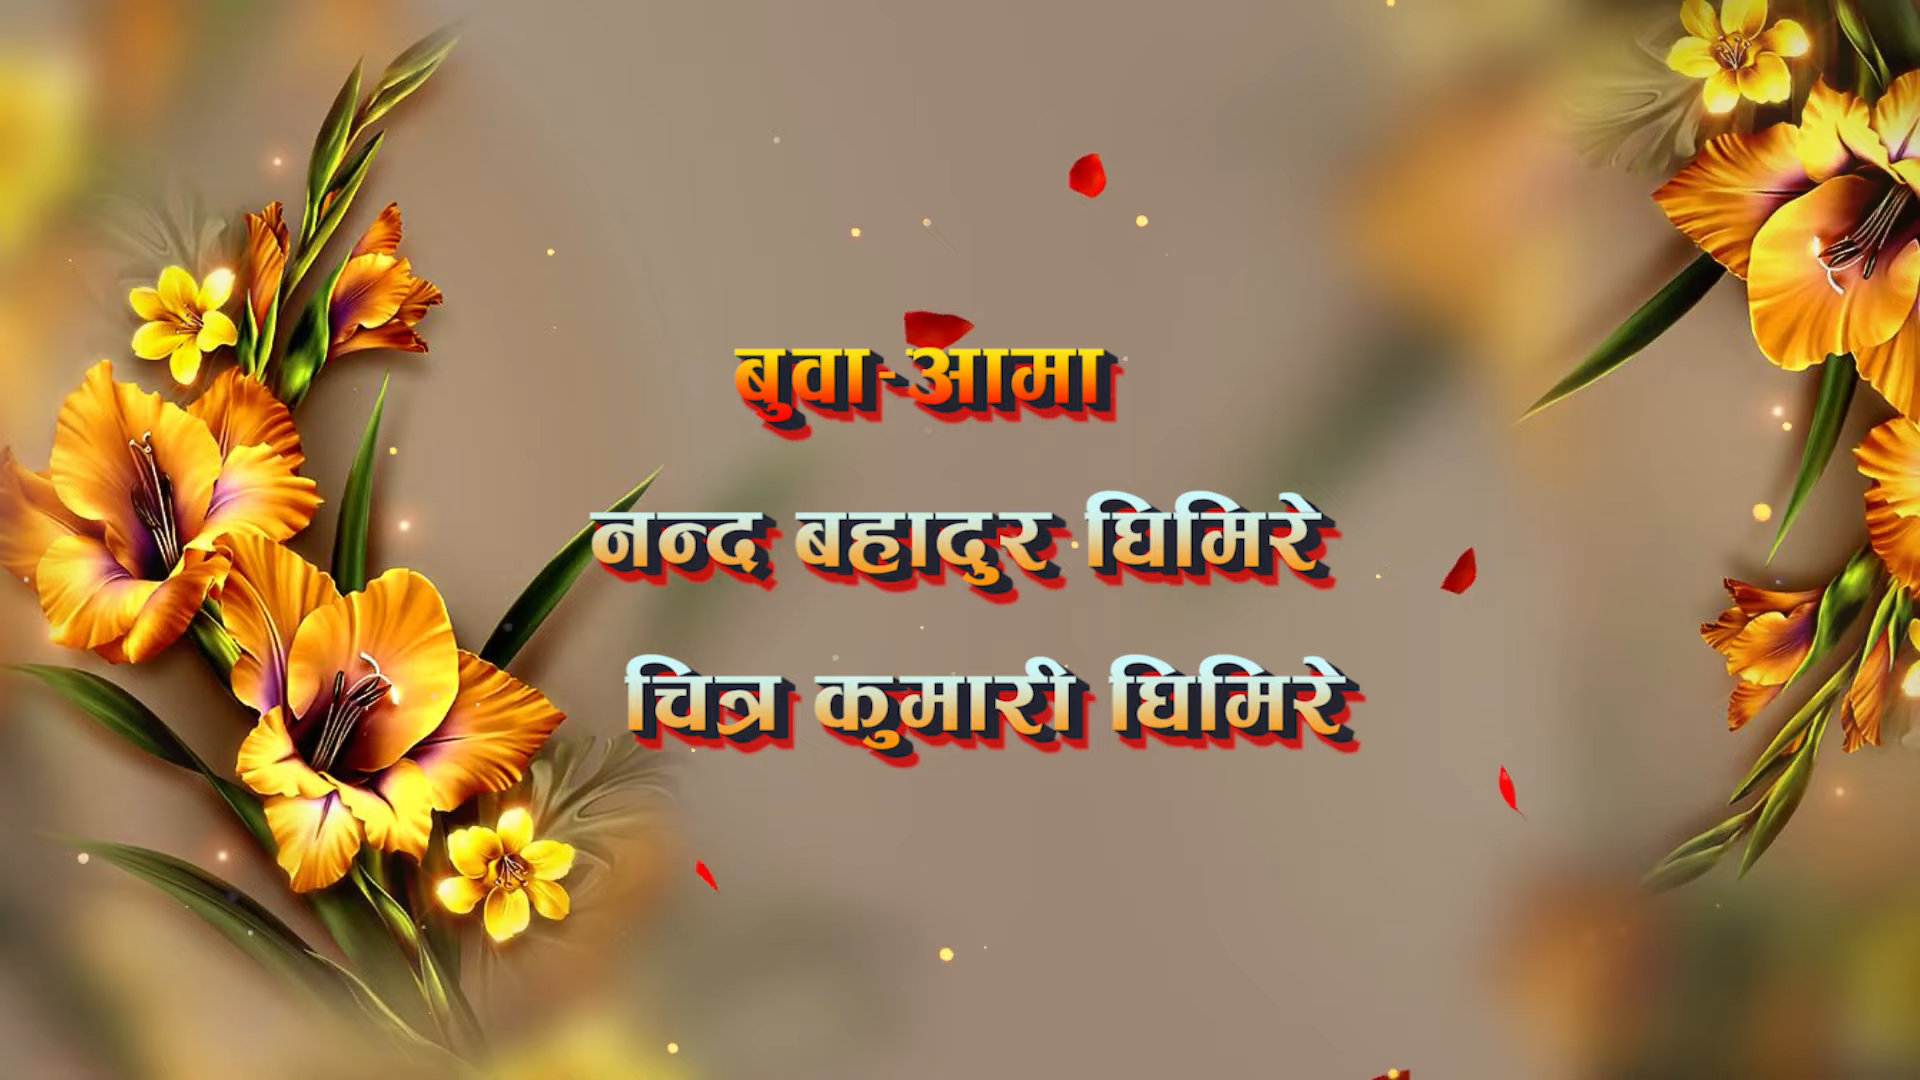 बुवा-आमा
नन्द बहादुर घिमिरे
चित्र कुमारी घिमिरे